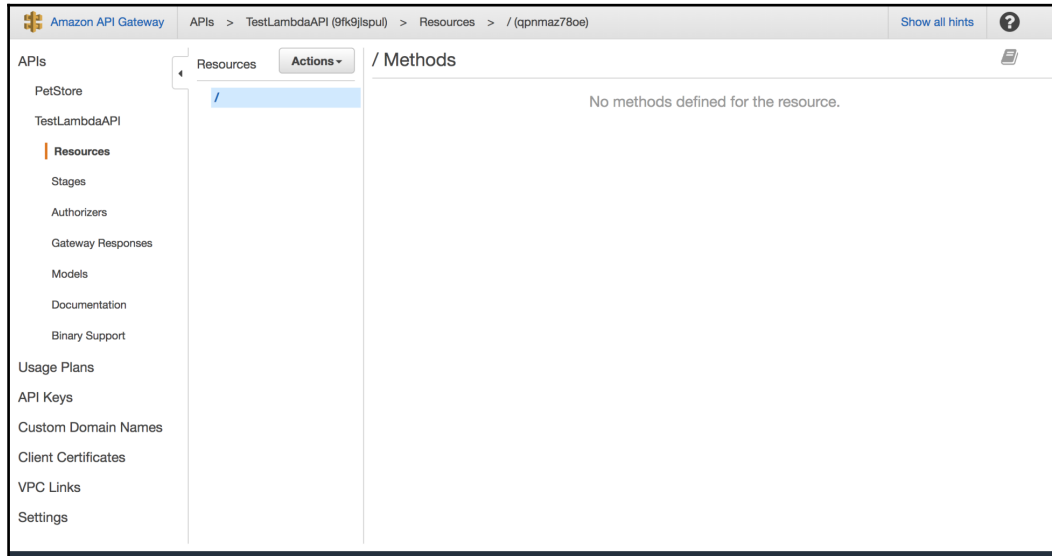 Amazon API Gateway APIs > TestLambdaAPI (9fk9jlspul) > Resources > / (qpnmaz78oe) Show all hints ?
APIs
PetStore
TestLambdaAPI
Resources
Stages
Authorizers
Gateway Responses
Models
Documentation
Binary Support
Usage Plans
API Keys
Custom Domain Names
Client Certificates
VPC Links
Settings
Resources Actions
/
/ Methods
No methods defined for the resource.